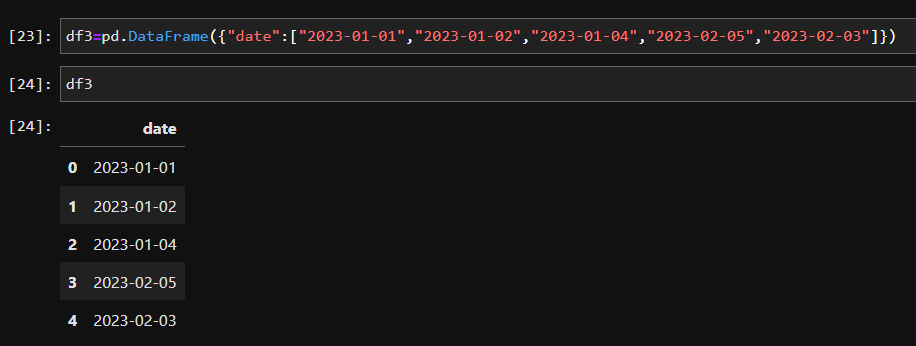 [23]: df3=pd.DataFrame({"date":["2023-01-01","2023-01-02","2023-01-04","2023-02-05","2023-02-03"]})
[24]: df3
[24]: date
0 2023-01-01
1 2023-01-02
2 2023-01-04
3 2023-02-05
4 2023-02-03